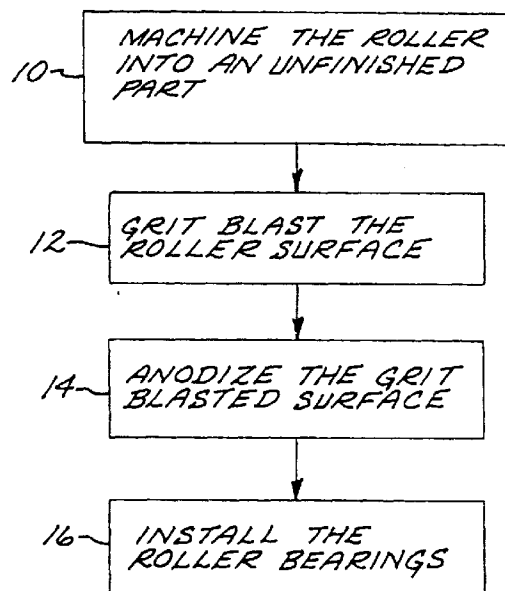 MACHINE THE ROLLER
INTO AN UNFINISHED
PART
10
GRIT BLAST THE
ROLLER SURFACE
12
ANODIZE THE GRIT
BLASTED SURFACE
14
INSTALL THE
ROLLER BEARINGS
16